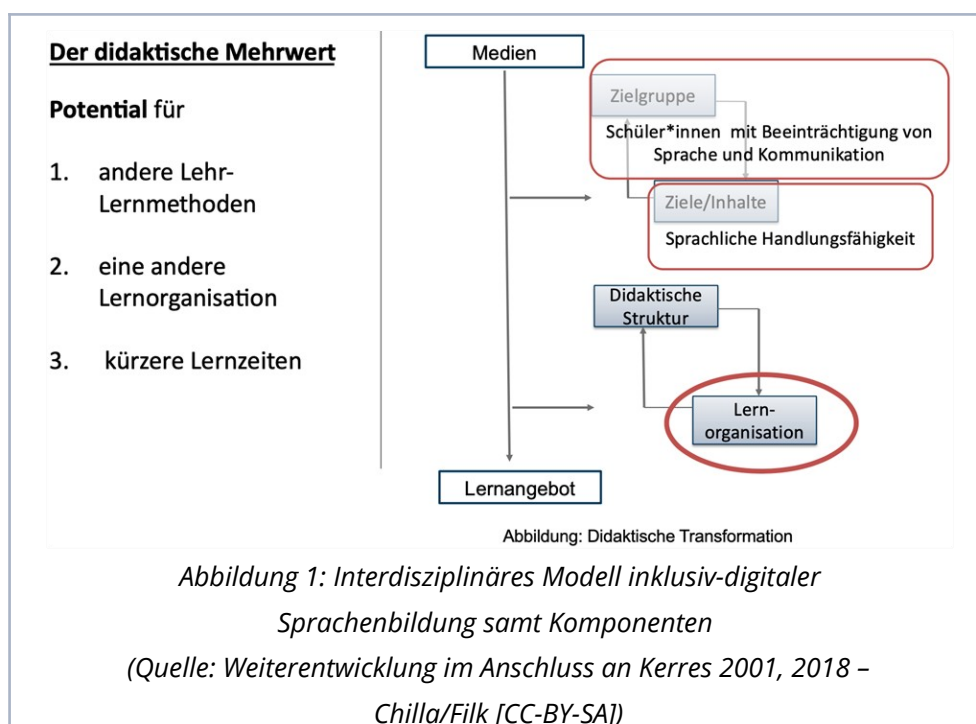 Der didaktische Mehrwert
Potential für
1. andere Lehr-
Lernmethoden
2. eine andere
Lernorganisation
3. kürzere Lernzeiten
Medien
Zielgruppe
Schüler*innen mit Beeinträchtigung von
Sprache und Kommunikation
Ziele/Inhalte
Sprachliche Handlungsfähigkeit
Didaktische
Struktur
Lern-
organisation
Lernangebot
Abbildung: Didaktische Transformation
Abbildung 1: Interdisziplinäres Modell inklusiv-digitaler
Sprachenbildung samt Komponenten
(Quelle: Weiterentwicklung im Anschluss an Kerres 2001, 2018 –
Chilla/Filk [CC-BY-SA])